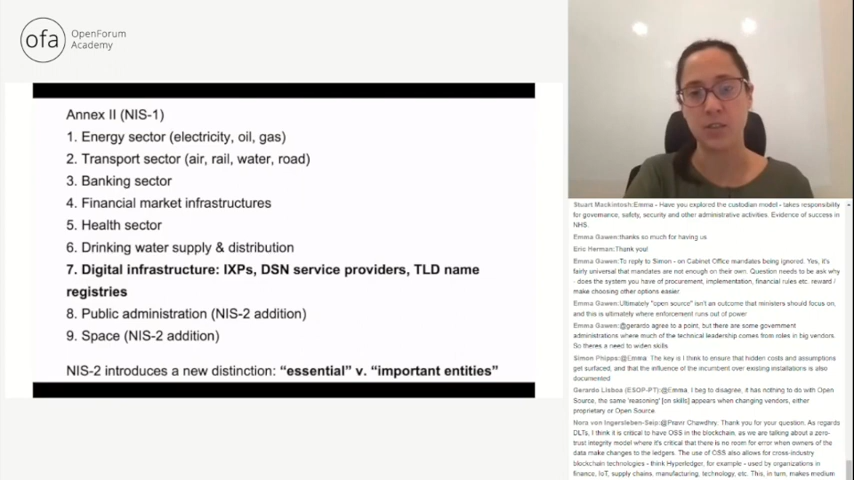 ofa
OpenForum
Academy
Annex II (NIS-1)
1. Energy sector (electricity, oil, gas)
2. Transport sector (air, rail, water, road)
3. Banking sector
4. Financial market infrastructures
5. Health sector
6. Drinking water supply & distribution
7. Digital infrastructure: IXPs, DSN service providers, TLD name
registries
8. Public administration (NIS-2 addition)
9. Space (NIS-2 addition)
NIS-2 introduces a new distinction: “essential” v. “important entities”
Stuart Mackintosh:Emma - Have you explored the custodian model - takes responsibility
for governance, safety, security and other administrative activities. Evidence of success in
NHS.
Emma Gawen:thanks so much for having us
Eric Herman:Thank you!
Emma Gawen:To reply to Simon - on Cabinet Office mandates being ignored. Yes, it's
fairly universal that mandates are not enough on their own. Question needs to be ask why
- does the system you have of procurement, implementation, financial rules etc. reward /
make choosing other options easier.
Emma Gawen:Ultimately "open source" isn't an outcome that ministers should focus on,
and this is ultimately where enforcement runs out of power
Emma Gawen:@gerardo agree to a point, but there are some government
administrations where much of the technical leadership comes from roles in big vendors.
So theres a need to widen skills.
Simon Phipps:@Emma: The key is I think to ensure that hidden costs and assumptions
get surfaced, and that the influence of the incumbent over existing installations is also
documented
Gerardo Lisboa (ESOP-PT):@Emma, I beg to disagree, it has nothing to do with Open
Source, the same 'reasoning' [on skills] appears when changing vendors, either
proprietary or Open Source.
Nora von Ingersleben-Seip:@Pranr Chawdhry: Thank you for your question. As regards
DLTs, I think it is critical to have OSS in the blockchain, as we are talking about a zero-
trust integrity model where it's critical that there is no room for error when owners of the
data make changes to the ledgers. The use of OSS also allows for cross-industry
blockchain technologies - think Hyperledger, for example - used by organizations in
finance, IoT, supply chains, manufacturing, technology, etc. This, in turn, makes medium